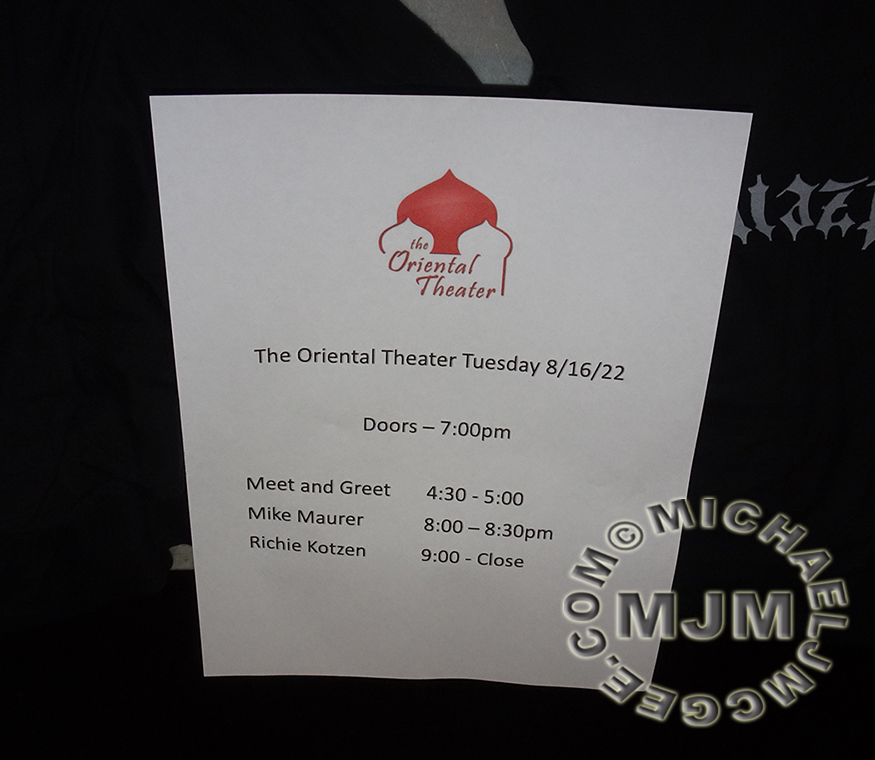 the
Oriental
Theater
The Oriental Theater Tuesday 8/16/22
Doors – 7:00pm
Meet and Greet 4:30 - 5:00
Mike Maurer 8:00 – 8:30pm
Richie Kotzen 9:00 - Close
© MICHAELJMCGEE.COM
MJM